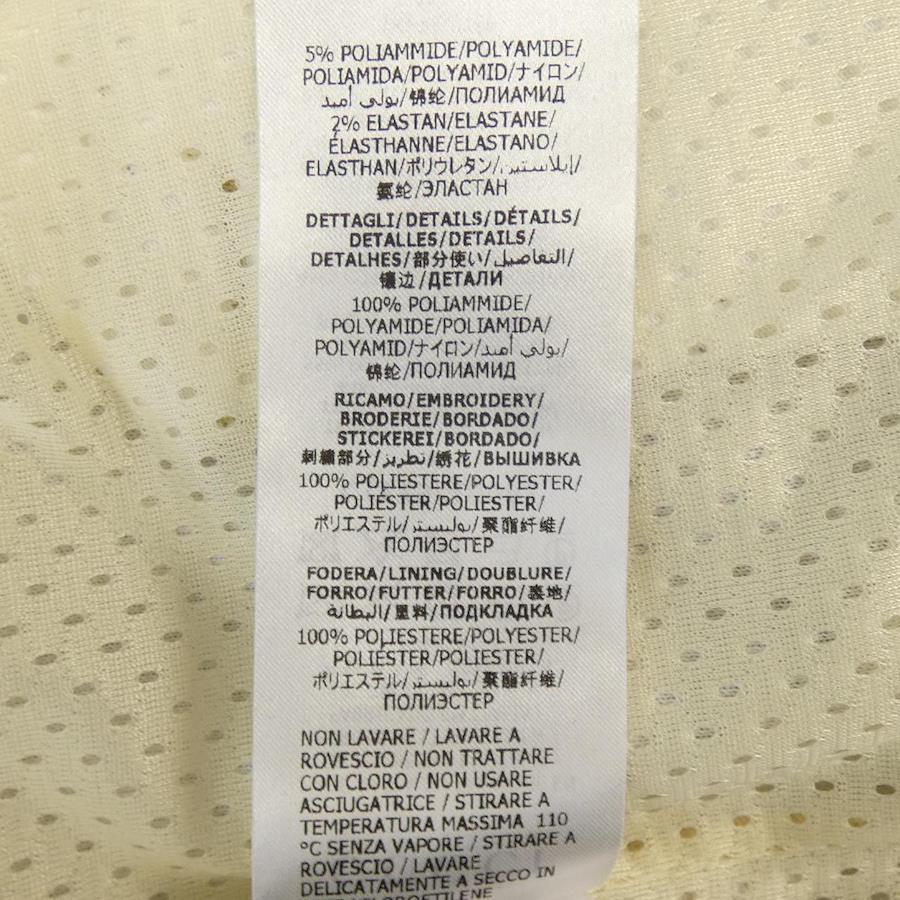 5% POLIAMMIDE/POLYAMIDE/
POLIAMIDA/POLYAMID/ナイロン/
بولي أميد/锦纶/ПОЛИАМИД
2% ELASTAN/ELASTANE/
ÉLASTHANNE/ELASTANO/
ELASTHAN/ポリウレタン/إيلاستين/
氨纶/ЭЛАСТАН
DETTAGLI/DETAILS/DÉTAILS/
DETALLES/DETAILS/
DETALHES/部分使い/التفاصيل/
镶边/ДЕТАЛИ
100% POLIAMMIDE/
POLYAMIDE/POLIAMIDA/
POLYAMID/ナイロン/بولي أميد/
锦纶/ПОЛИАМИД
RICAMO/EMBROIDERY/
BRODERIE/BORDADO/
STICKEREI/BORDADO/
刺繍部分/تطريز/绣花/ВЫШИВКА
100% POLIESTERE/POLYESTER/
POLIÉSTER/POLIESTER/
ポリエステル/بوليستر/聚酯纤维/
ПОЛИЭСТЕР
FODERA/LINING/DOUBLURE/
FORRO/FUTTER/FORRO/裏地/
البطانة/里料/ПОДКЛАДКА
100% POLIESTERE/POLYESTER/
POLIÉSTER/POLIESTER/
ポリエステル/بوليستر/聚酯纤维/
ПОЛИЭСТЕР
NON LAVARE / LAVARE A
ROVESCIO / NON TRATTARE
CON CLORO / NON USARE
ASCIUGATRICE / STIRARE A
TEMPERATURA MASSIMA 110
°C SENZA VAPORE / STIRARE A
ROVESCIO / LAVARE
DELICATAMENTE A SECCO IN